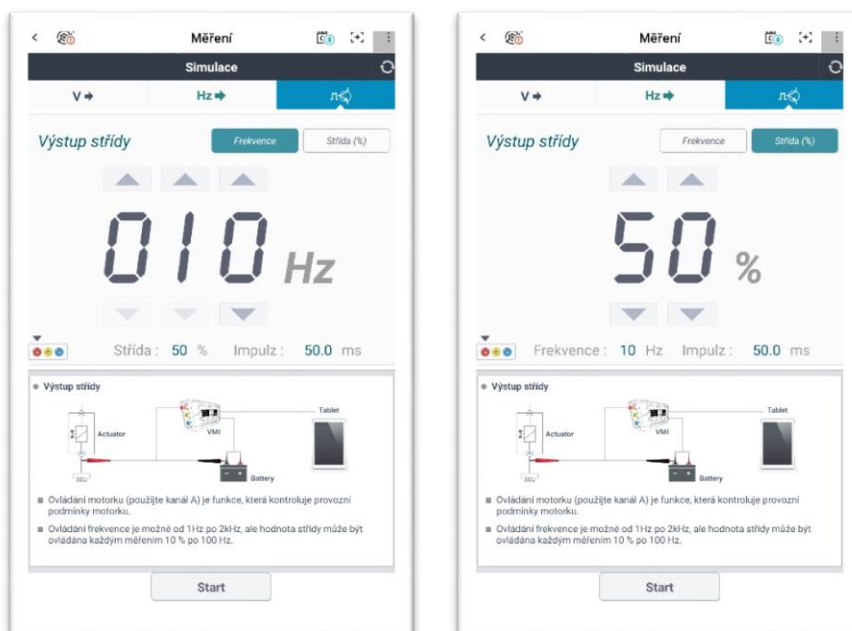 Měření
Simulace
V
Hz
Výstup střídy
Frekvence
Střída (%)
010 Hz
Střída : 50 % Impulz : 50.0 ms
Výstup střídy
Actuator
VMI
Tablet
ECU
Battery
Ovládání motorku (použijte kanál A) je funkce, která kontroluje provozní
podmínky motorku.
Ovládání frekvence je možné od 1Hz po 2kHz, ale hodnota střídy může být
ovládána každým měřením 10 % po 100 Hz.
Start
Měření
Simulace
V
Hz
Výstup střídy
Frekvence
Střída (%)
50 %
Frekvence : 10 Hz Impulz : 50.0 ms
Výstup střídy
Actuator
VMI
Tablet
ECU
Battery
Ovládání motorku (použijte kanál A) je funkce, která kontroluje provozní
podmínky motorku.
Ovládání frekvence je možné od 1Hz po 2kHz, ale hodnota střídy může být
ovládána každým měřením 10 % po 100 Hz.
Start